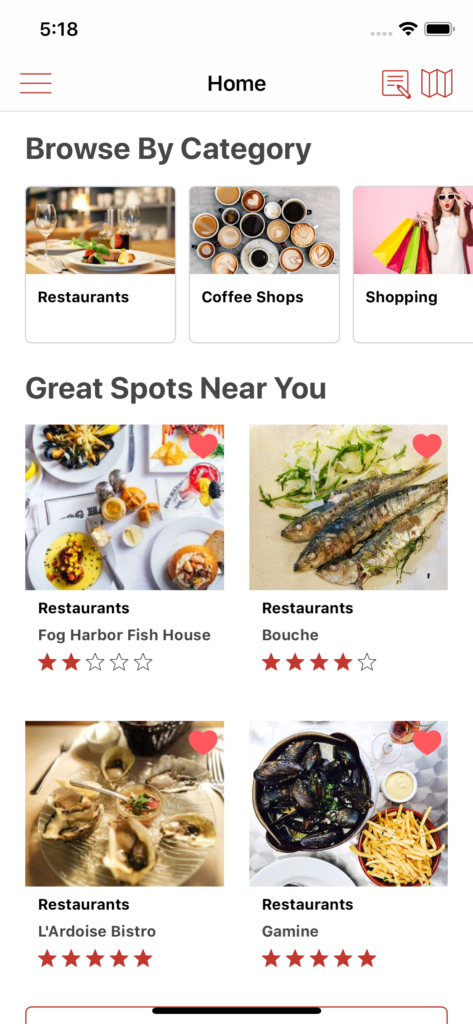 5:18
Home
Browse By Category
Restaurants
Coffee Shops
Shopping
Great Spots Near You
Restaurants
Fog Harbor Fish House
Restaurants
Bouche
Restaurants
L'Ardoise Bistro
Restaurants
Gamine